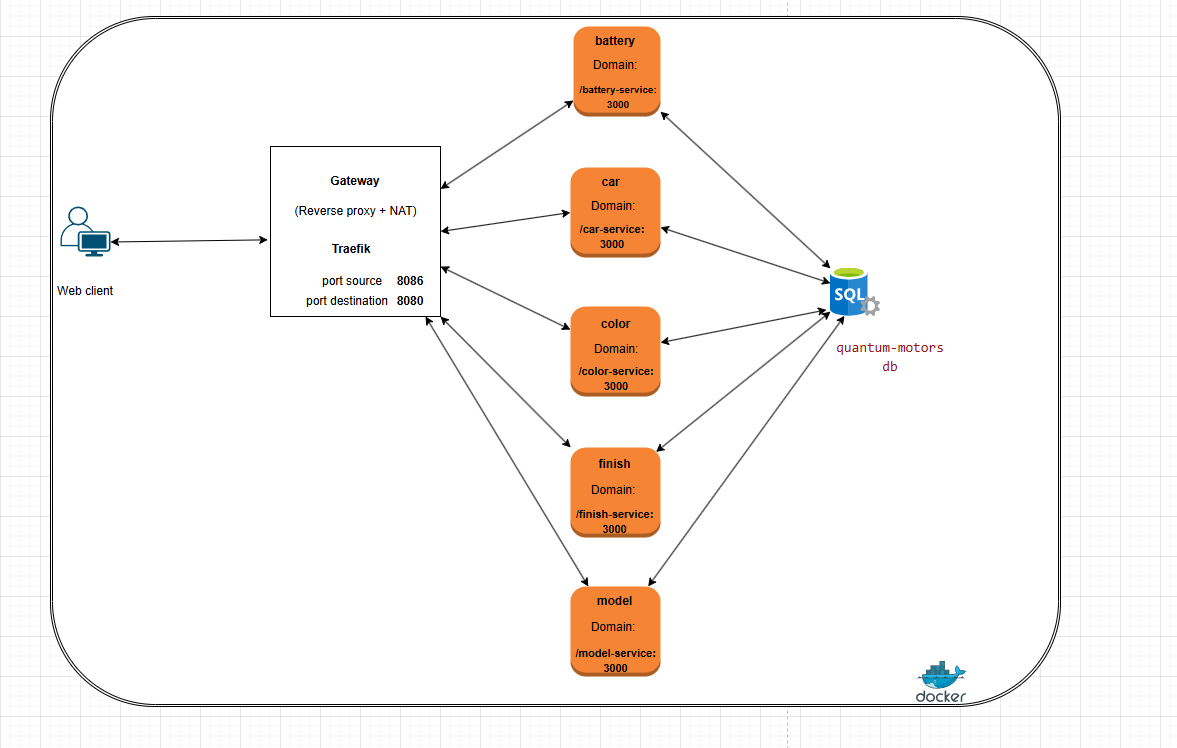 Web client
Gateway
(Reverse proxy + NAT)
Traefik
port source 8086
port destination 8080
battery
Domain:
/battery-service:
3000
car
Domain:
/car-service:
3000
color
Domain:
/color-service:
3000
finish
Domain:
/finish-service:
3000
model
Domain:
/model-service:
3000
SQL
quantum-motors
db
docker